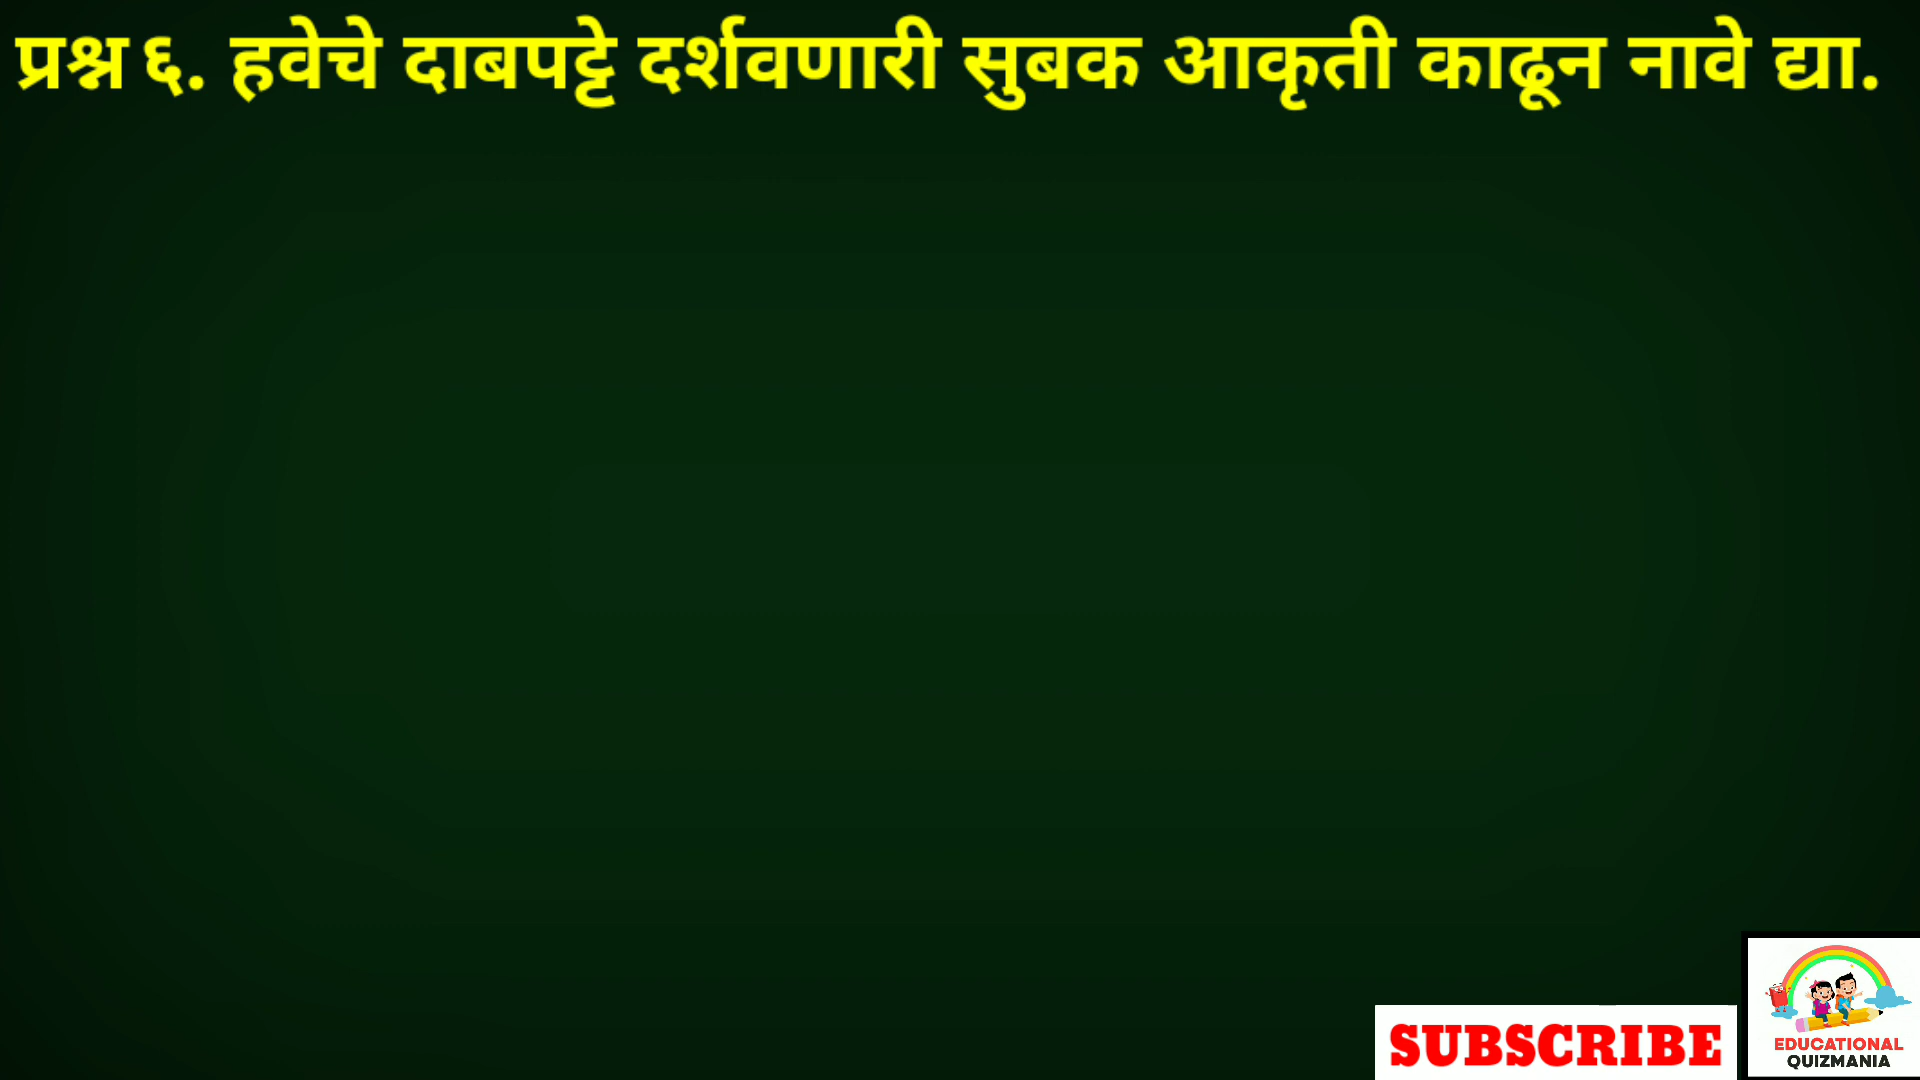 प्रश्न ६. हवेचे दाबपट्टे दर्शवणारी सुबक आकृती काढून नावे द्या.
SUBSCRIBE
EDUCATIONAL
QUIZMANIA